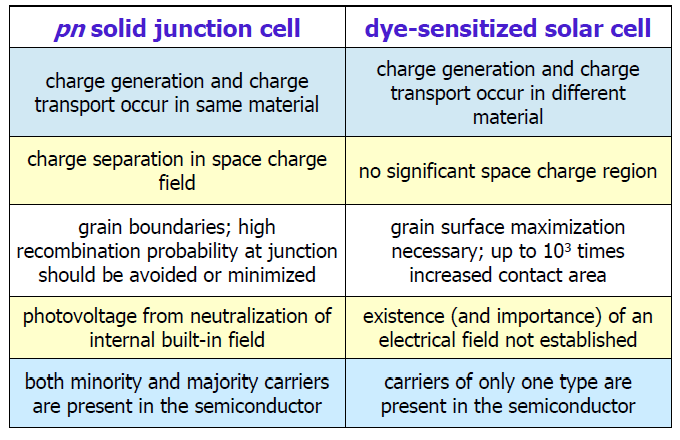 pn solid junction cell
dye-sensitized solar cell
charge generation and charge
transport occur in same material
charge generation and charge
transport occur in different
material
charge separation in space charge
field
no significant space charge region
grain boundaries; high
recombination probability at junction
should be avoided or minimized
grain surface maximization
necessary; up to 10³ times
increased contact area
photovoltage from neutralization of
internal built-in field
existence (and importance) of an
electrical field not established
both minority and majority carriers
are present in the semiconductor
carriers of only one type are
present in the semiconductor